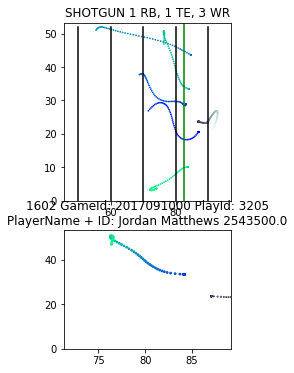 SHOTGUN 1 RB, 1 TE, 3 WR
50
40
30
20
10
0
60 80
1602 GameId: 2017091000 PlayId: 3205
PlayerName + ID: Jordan Matthews 2543500.0
40
20
0
75 80 85